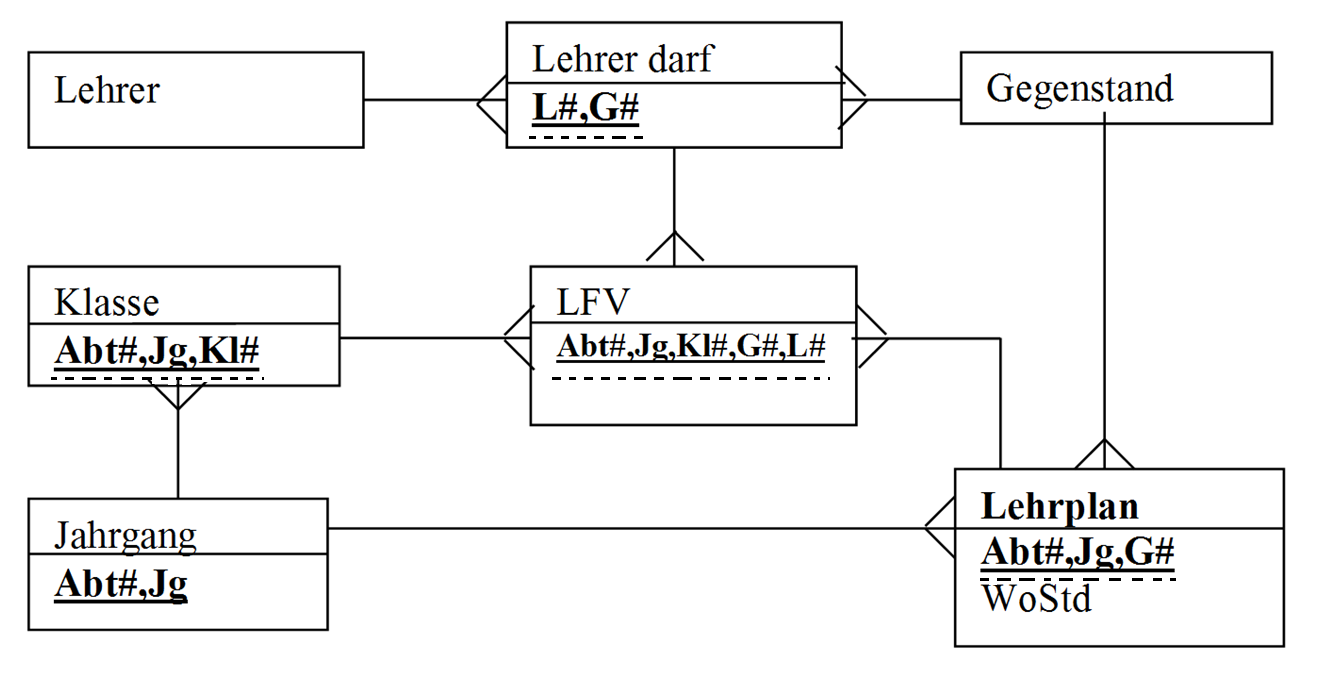 Lehrer
Lehrer darf
L#,G#
Gegenstand
Klasse
Abt#,Jg,Kl#
LFV
Abt#,Jg,Kl#,G#,L#
Jahrgang
Abt#,Jg
Lehrplan
Abt#,Jg,G#
WoStd